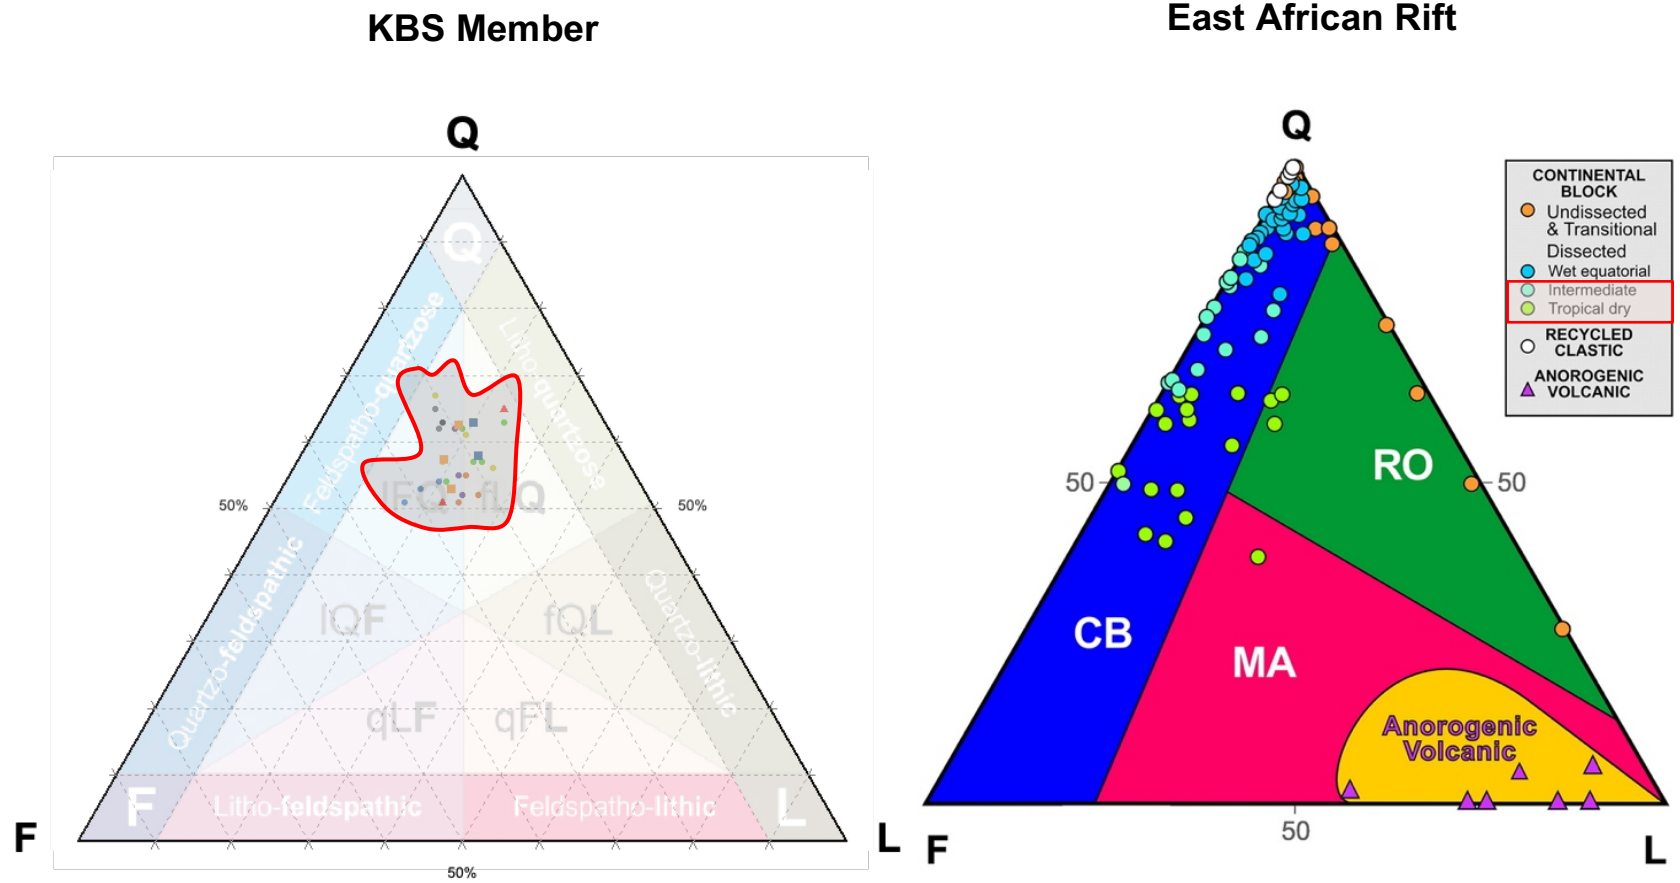 KBS Member
Q
Q
Feldspatho-quartzose
Litho-quartzose
lFQ
fLQ
50%
50%
Quartzo-feldspathic
Quartzo-lithic
lQF
fQL
qLF
qFL
F
Litho-feldspathic
Feldspatho-lithic
L
F
L
50%
East African Rift
Q
CONTINENTAL
BLOCK
Undissected
& Transitional
Dissected
Wet equatorial
Intermediate
Tropical dry
RECYCLED
CLASTIC
ANOROGENIC
VOLCANIC
RO
50
50
CB
MA
Anorogenic
Volcanic
F
50
L